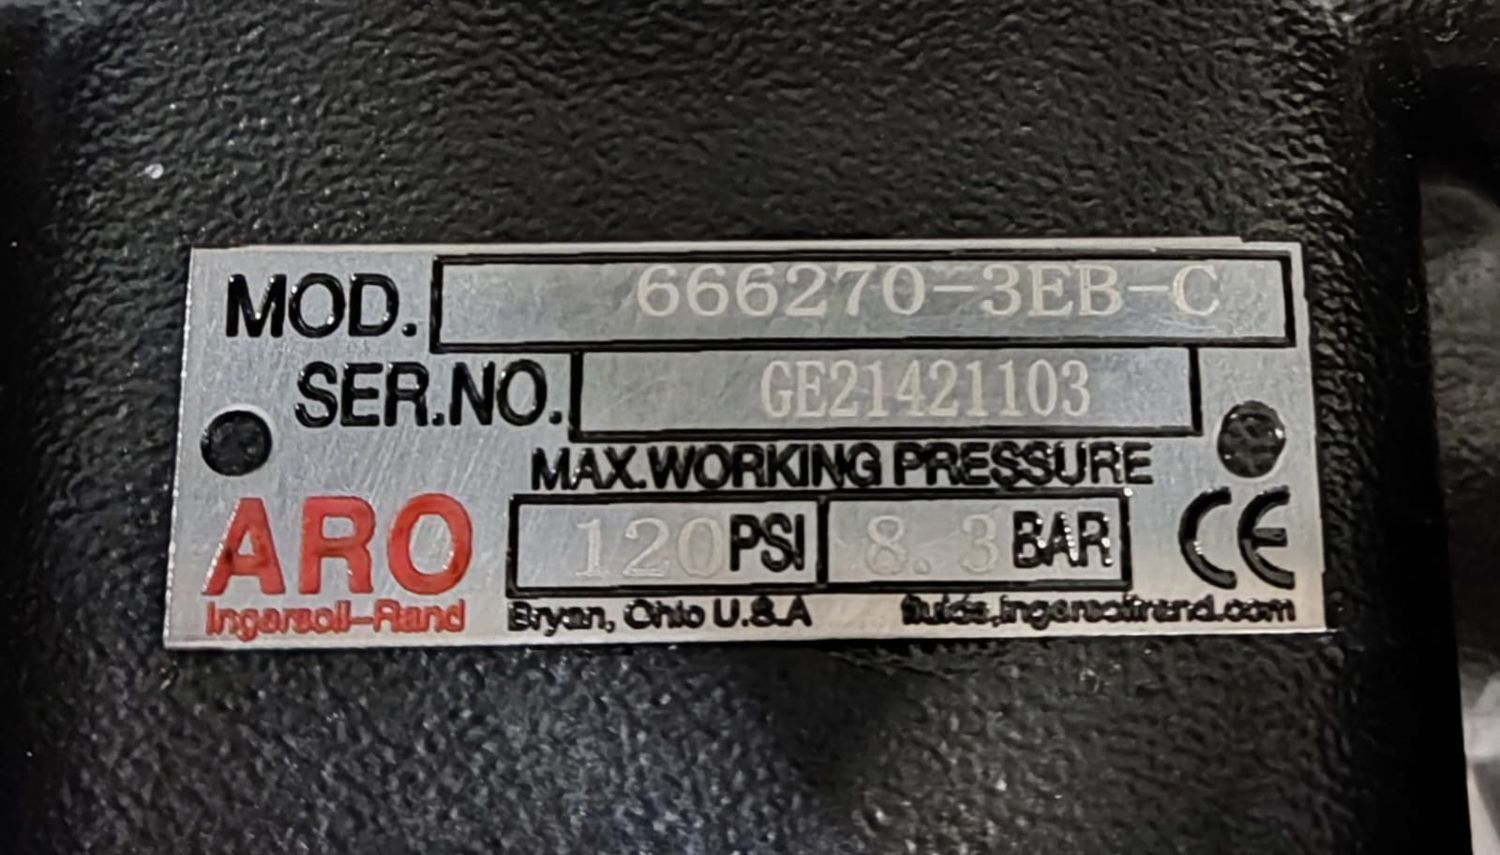 MOD. 666270-3EB-C
SER.NO. GE21421103
MAX.WORKING PRESSURE
ARO 120 PSI 8.3 BAR CE
Ingersoll-Rand Bryan, Ohio U.S.A fluids.ingersollrand.com